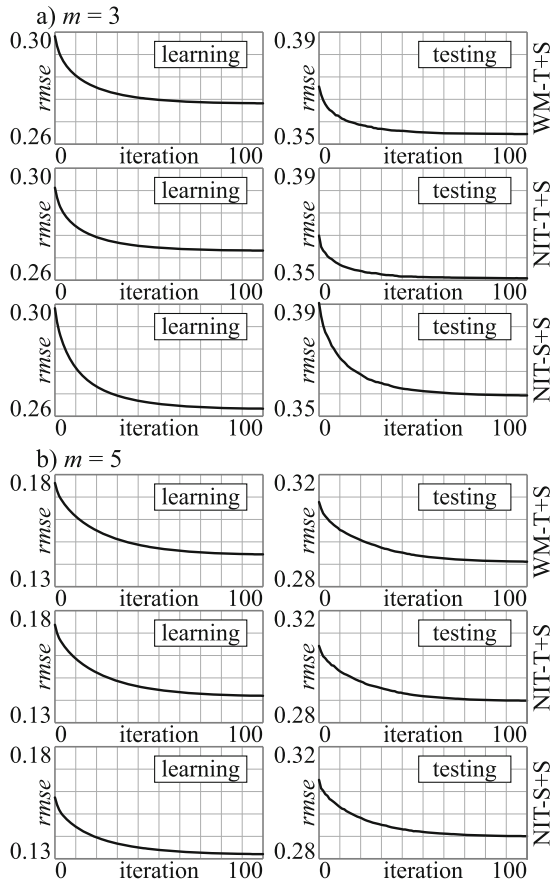 a) m = 3
0.30 rmse learning 0.26 0 iteration 100
0.39 rmse testing 0.35 0 iteration 100 WM-T+S
0.30 rmse learning 0.26 0 iteration 100
0.39 rmse testing 0.35 0 iteration 100 NIT-T+S
0.30 rmse learning 0.26 0 iteration 100
0.39 rmse testing 0.35 0 iteration 100 NIT-S+S
b) m = 5
0.18 rmse learning 0.13 0 iteration 100
0.32 rmse testing 0.28 0 iteration 100 WM-T+S
0.18 rmse learning 0.13 0 iteration 100
0.32 rmse testing 0.28 0 iteration 100 NIT-T+S
0.18 rmse learning 0.13 0 iteration 100
0.32 rmse testing 0.28 0 iteration 100 NIT-S+S